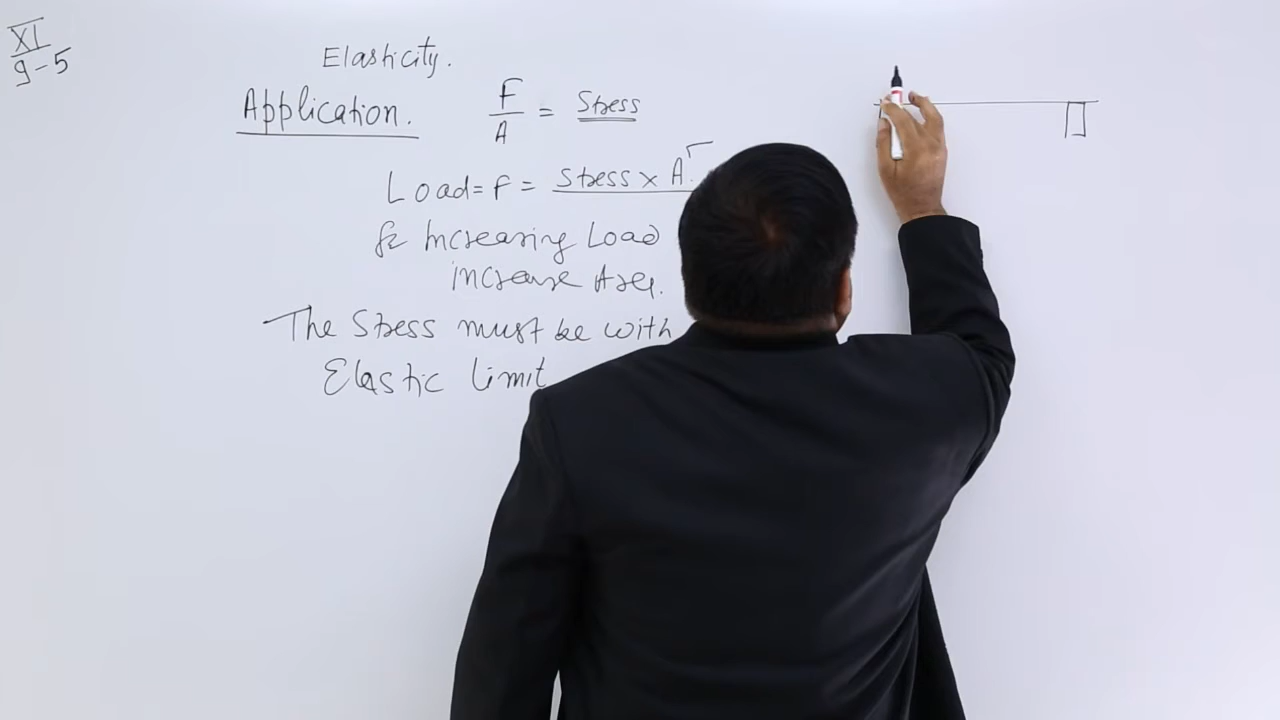 XI
9-5
Elasticity.
Application.
F/A = Stress
Load = F = Stress × A
for Increasing Load
increase Area.
The Stress must be with
Elastic limit